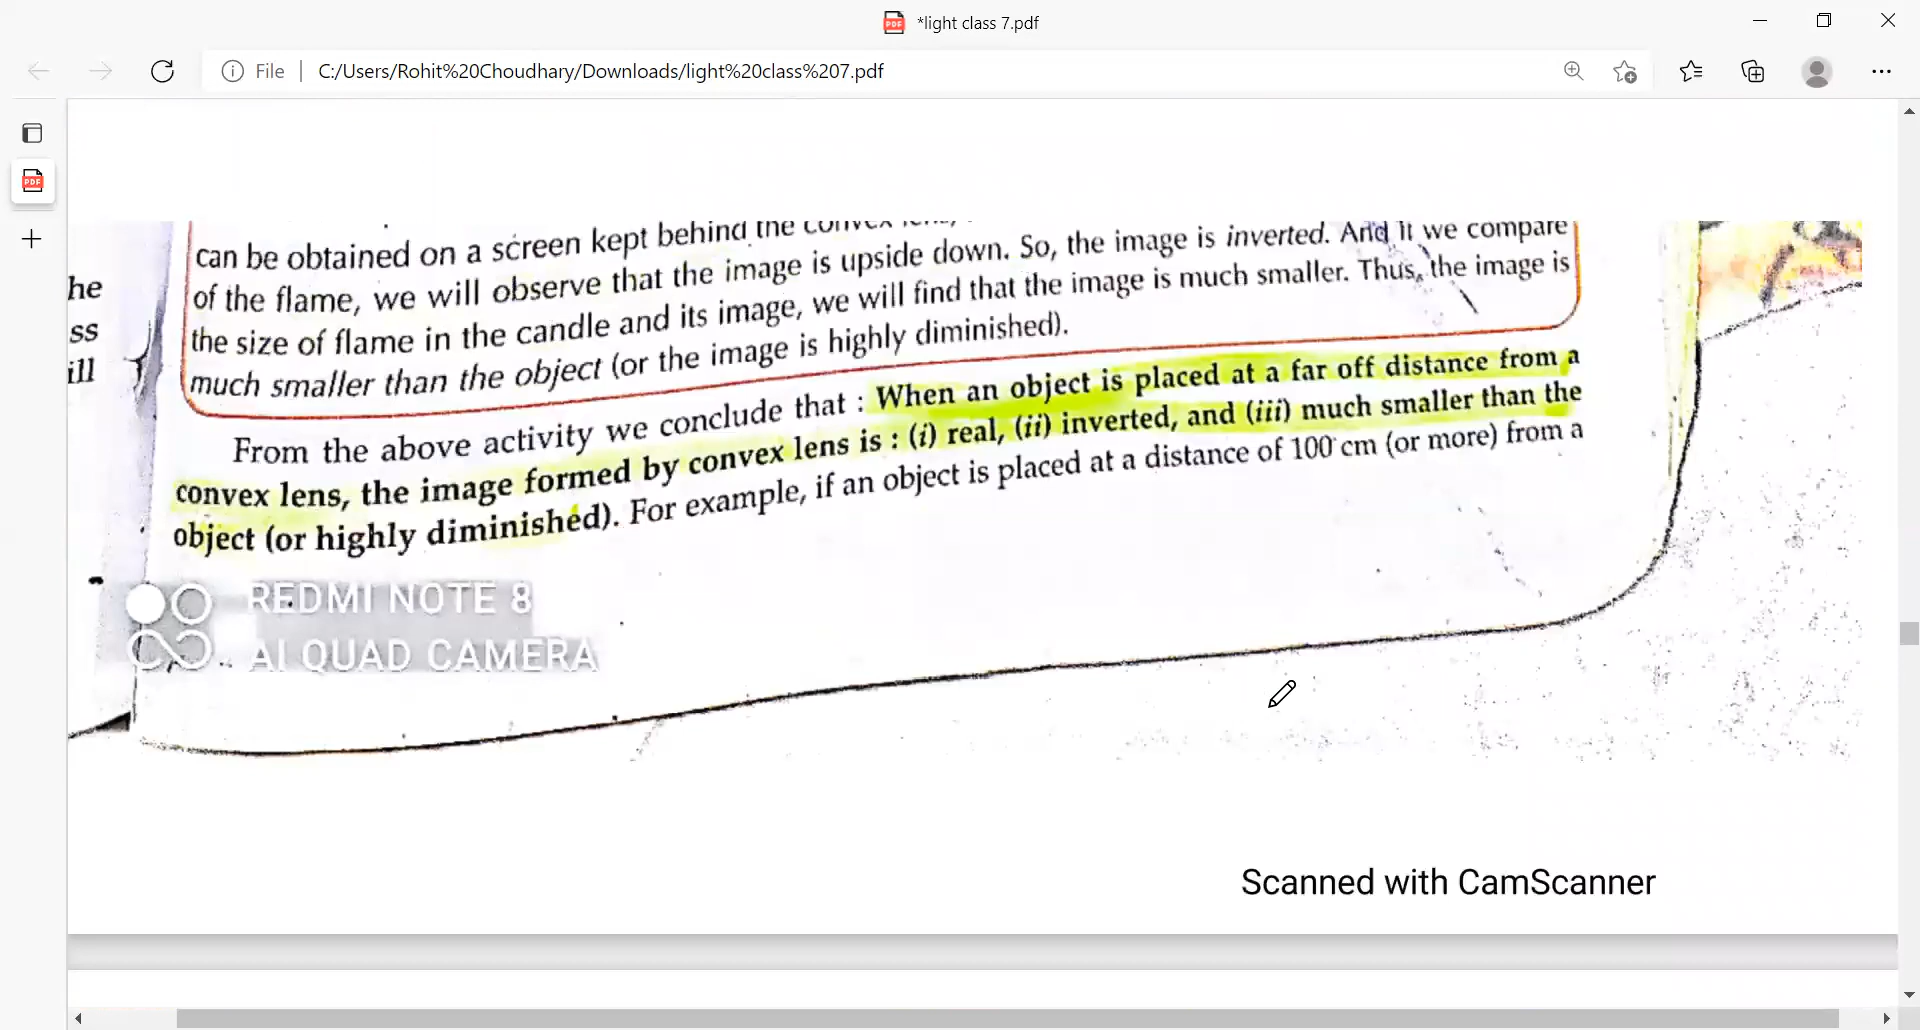 *light class 7.pdf
File
C:/Users/Rohit%20Choudhary/Downloads/light%20class%207.pdf
he
ss
ill
can be obtained on a screen kept behind the convex
of the flame, we will observe that the image is upside down. So, the image is inverted. And if we compare
the size of flame in the candle and its image, we will find that the image is much smaller. Thus, the image is
much smaller than the object (or the image is highly diminished).
From the above activity we conclude that : When an object is placed at a far off distance from a
convex lens, the image formed by convex lens is : (i) real, (ii) inverted, and (iii) much smaller than the
object (or highly diminished). For example, if an object is placed at a distance of 100 cm (or more) from a
REDMI NOTE 8
AI QUAD CAMERA
Scanned with CamScanner